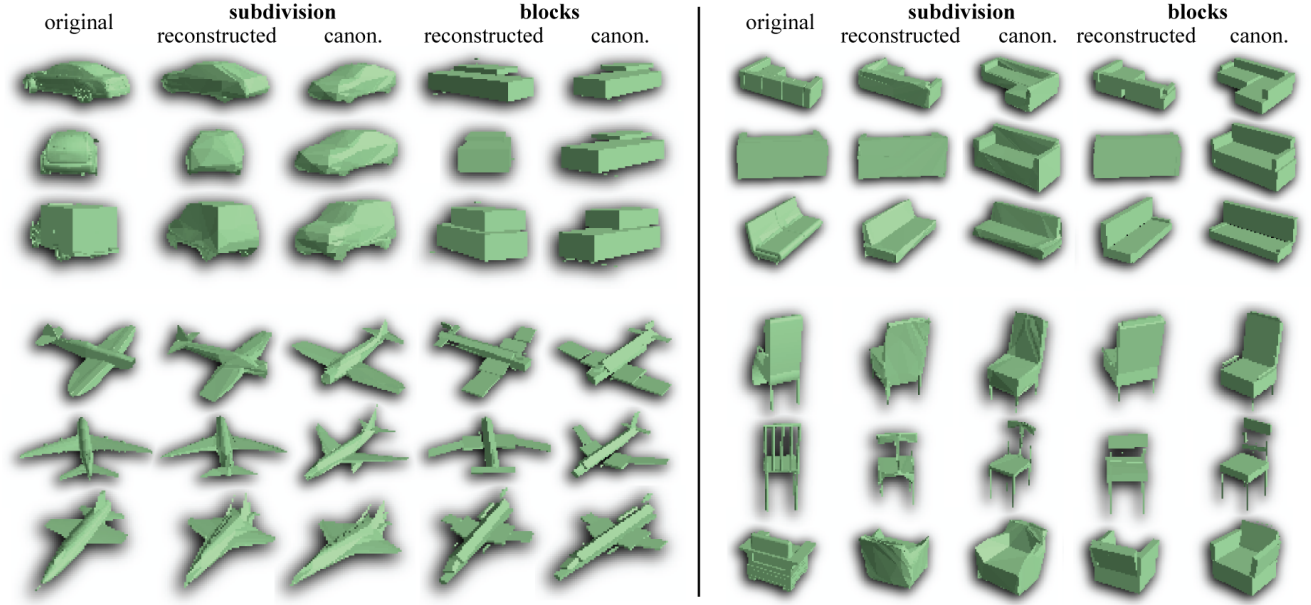 original subdivision blocks
reconstructed canon. reconstructed canon.
original subdivision blocks
reconstructed canon. reconstructed canon.